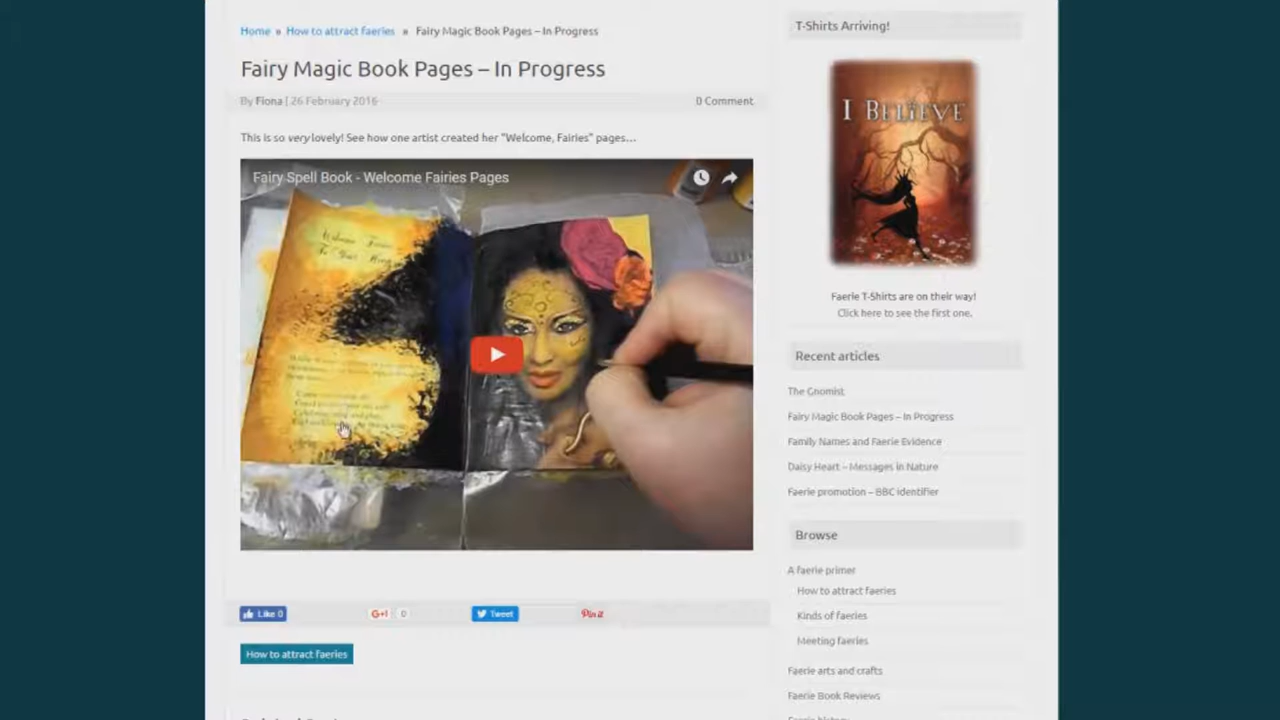 Home » How to attract faeries » Fairy Magic Book Pages – In Progress
Fairy Magic Book Pages – In Progress
By Fiona | 26 February 2016
0 Comment
This is so very lovely! See how one artist created her "Welcome, Fairies" pages…
Fairy Spell Book - Welcome Fairies Pages
Welcome Fairies
Like 0
G+1 0
Tweet
Pin it
How to attract faeries
T-Shirts Arriving!
I BELIEVE
Faerie T-Shirts are on their way!
Click here to see the first one.
Recent articles
The Gnomist
Fairy Magic Book Pages – In Progress
Family Names and Faerie Evidence
Daisy Heart – Messages in Nature
Faerie promotion – BBC identifier
Browse
A faerie primer
How to attract faeries
Kinds of faeries
Meeting faeries
Faerie arts and crafts
Faerie Book Reviews